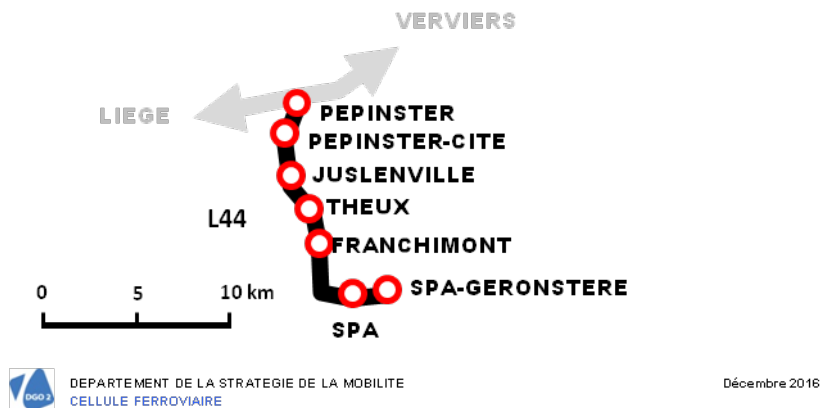 VERVIERS
LIEGE
PEPINSTER
PEPINSTER-CITE
JUSLENVILLE
THEUX
L44
FRANCHIMONT
SPA-GERONSTERE
0 5 10 km
SPA
DGO 2
DEPARTEMENT DE LA STRATEGIE DE LA MOBILITE
CELLULE FERROVIAIRE
Décembre 2016